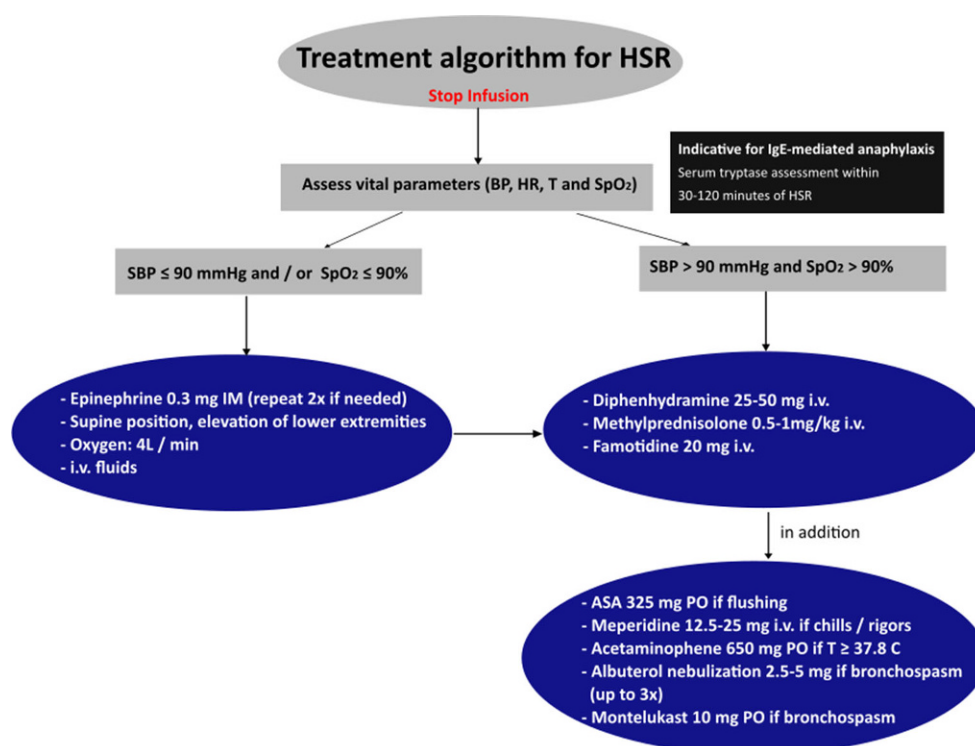 Treatment algorithm for HSR
Stop Infusion
Indicative for IgE-mediated anaphylaxis
Serum tryptase assessment within
30-120 minutes of HSR
Assess vital parameters (BP, HR, T and SpO₂)
SBP ≤ 90 mmHg and / or SpO₂ ≤ 90%
SBP > 90 mmHg and SpO₂ > 90%
- Epinephrine 0.3 mg IM (repeat 2x if needed)
- Supine position, elevation of lower extremities
- Oxygen: 4L / min
- i.v. fluids
- Diphenhydramine 25-50 mg i.v.
- Methylprednisolone 0.5-1mg/kg i.v.
- Famotidine 20 mg i.v.
in addition
- ASA 325 mg PO if flushing
- Meperidine 12.5-25 mg i.v. if chills / rigors
- Acetaminophene 650 mg PO if T ≥ 37.8 C
- Albuterol nebulization 2.5-5 mg if bronchospasm
(up to 3x)
- Montelukast 10 mg PO if bronchospasm